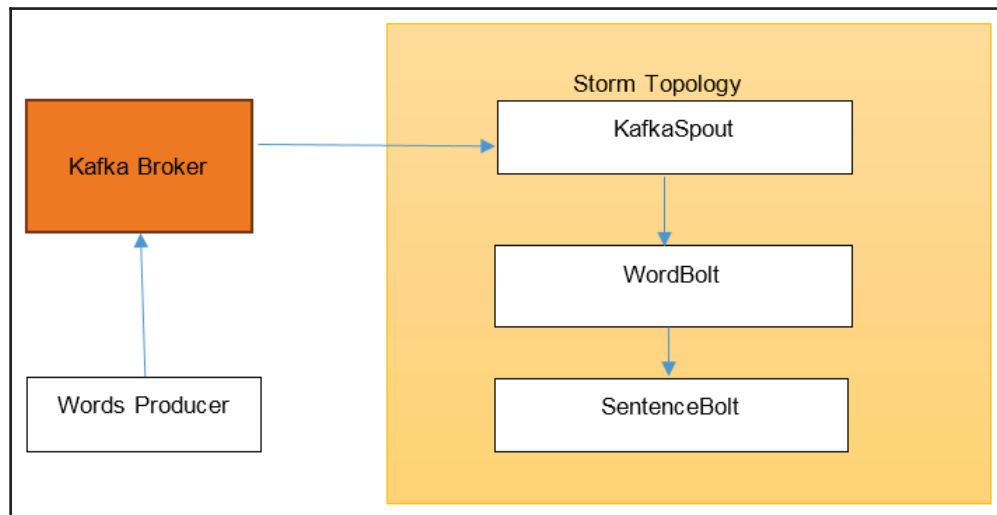 Storm Topology
KafkaSpout
Kafka Broker
WordBolt
Words Producer
SentenceBolt